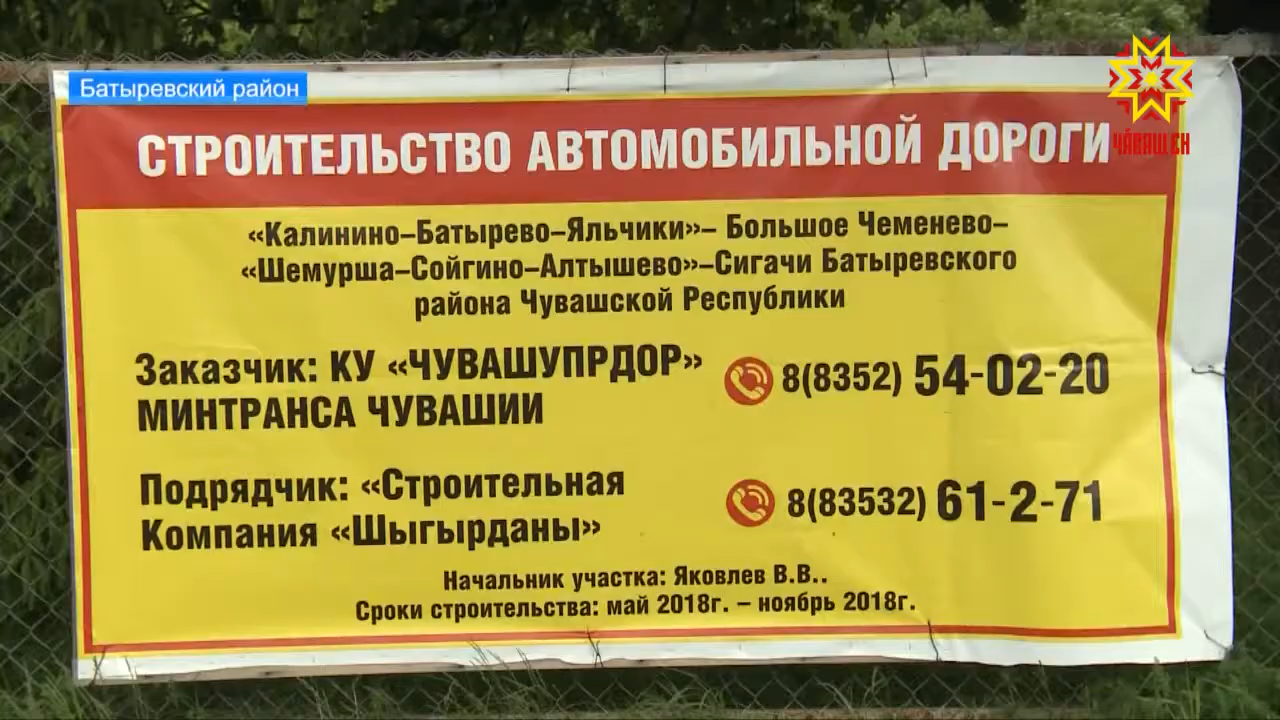 Батыревский район
ЧӐВАШ ЕН
СТРОИТЕЛЬСТВО АВТОМОБИЛЬНОЙ ДОРОГИ
«Калинино–Батырево–Яльчики»– Большое Чеменево–
«Шемурша–Сойгино–Алтышево»–Сигачи Батыревского
района Чувашской Республики
Заказчик: КУ «ЧУВАШУПРДОР»
МИНТРАНСА ЧУВАШИИ
8(8352) 54-02-20
Подрядчик: «Строительная
Компания «Шыгырданы»
8(83532) 61-2-71
Начальник участка: Яковлев В.В..
Сроки строительства: май 2018г. – ноябрь 2018г.